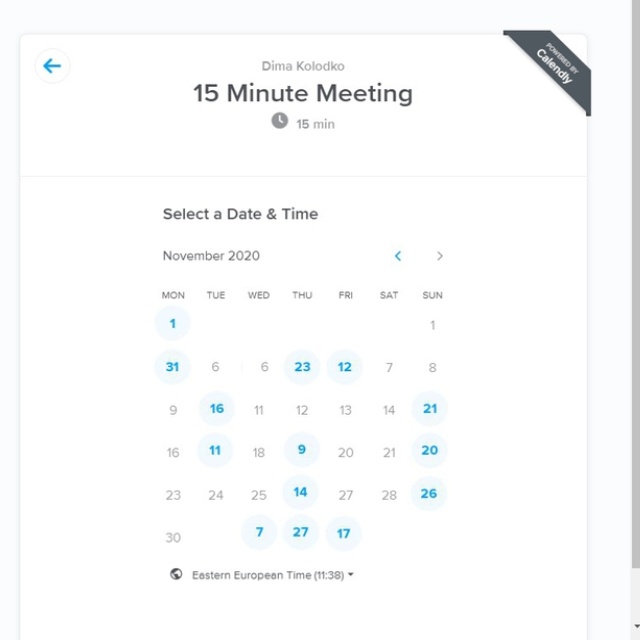 Dima Kolodko
15 Minute Meeting
15 min
POWERED BY
Calendly
Select a Date & Time
November 2020
MON TUE WED THU FRI SAT SUN
1 1
31 6 6 23 12 7 8
9 16 11 12 13 14 21
16 11 18 9 20 21 20
23 24 25 14 27 28 26
30 7 27 17
Eastern European Time (11:38)